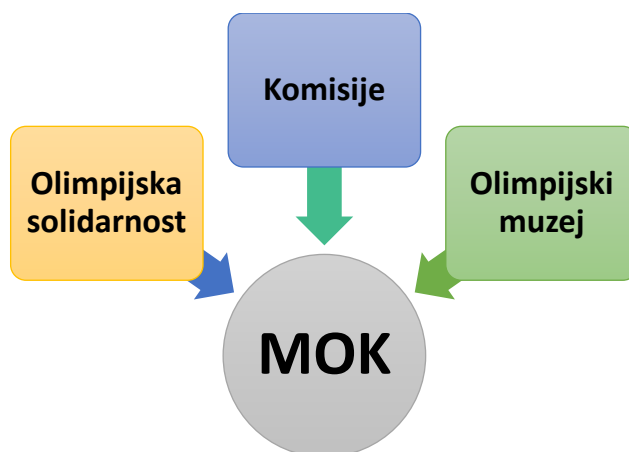 Komisije
Olimpijska
solidarnost
Olimpijski
muzej
MOK